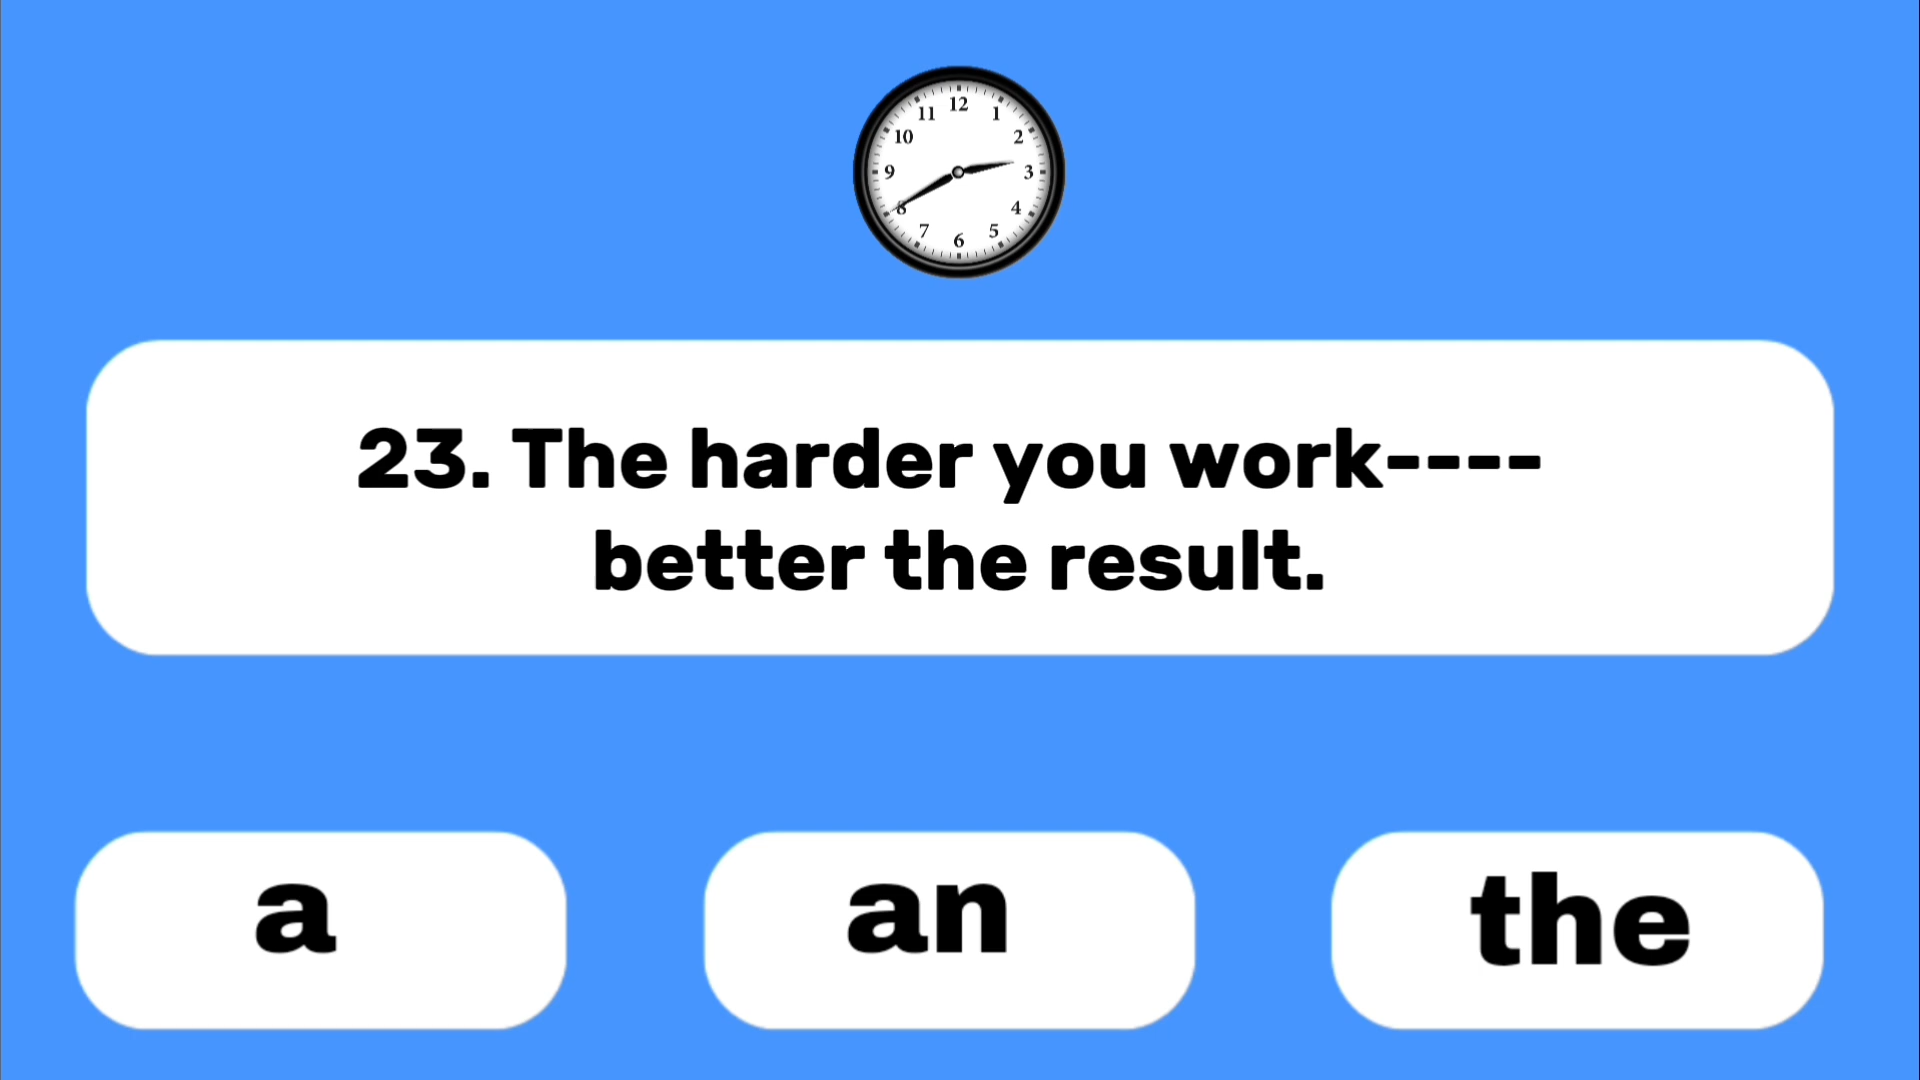 12
11
1
10
2
9
3
8
4
7
5
6
23. The harder you work----
better the result.
a
an
the